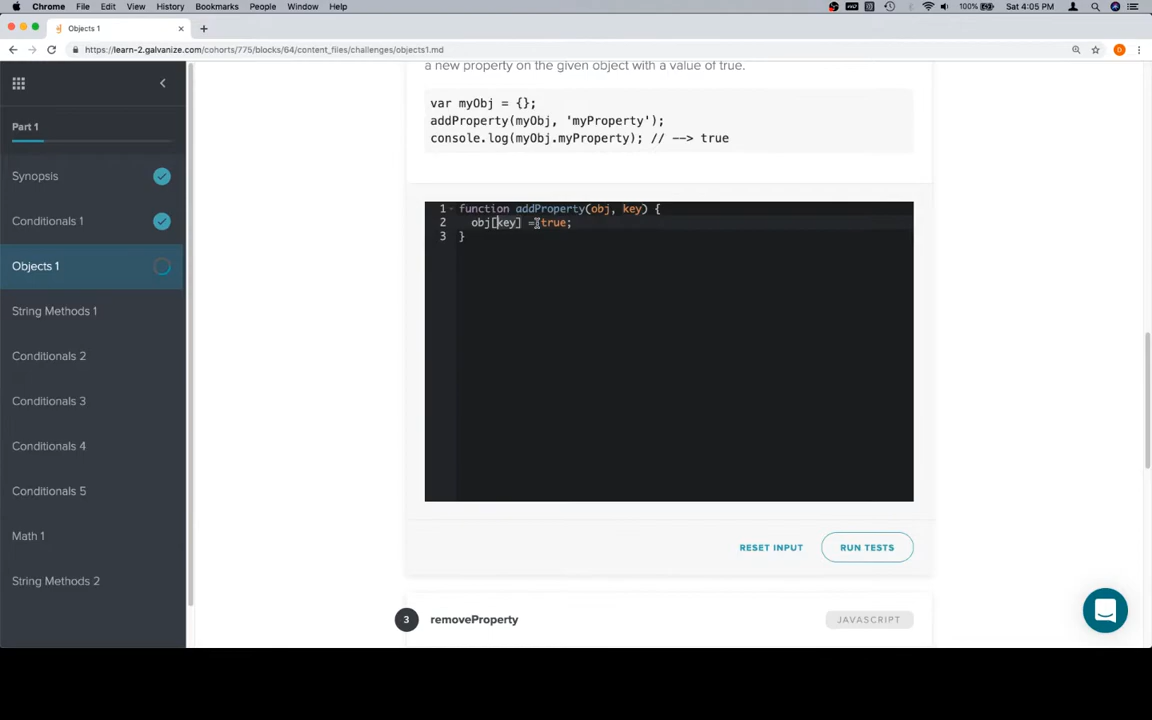 Chrome File Edit View History Bookmarks People Window Help 100% Sat 4:05 PM
Objects 1
https://learn-2.galvanize.com/cohorts/775/blocks/64/content_files/challenges/objects1.md
Part 1
Synopsis
Conditionals 1
Objects 1
String Methods 1
Conditionals 2
Conditionals 3
Conditionals 4
Conditionals 5
Math 1
String Methods 2
a new property on the given object with a value of true.
var myObj = {};
addProperty(myObj, 'myProperty');
console.log(myObj.myProperty); // --> true
1 function addProperty(obj, key) {
2 obj[key] = true;
3 }
RESET INPUT RUN TESTS
3 removeProperty JAVASCRIPT